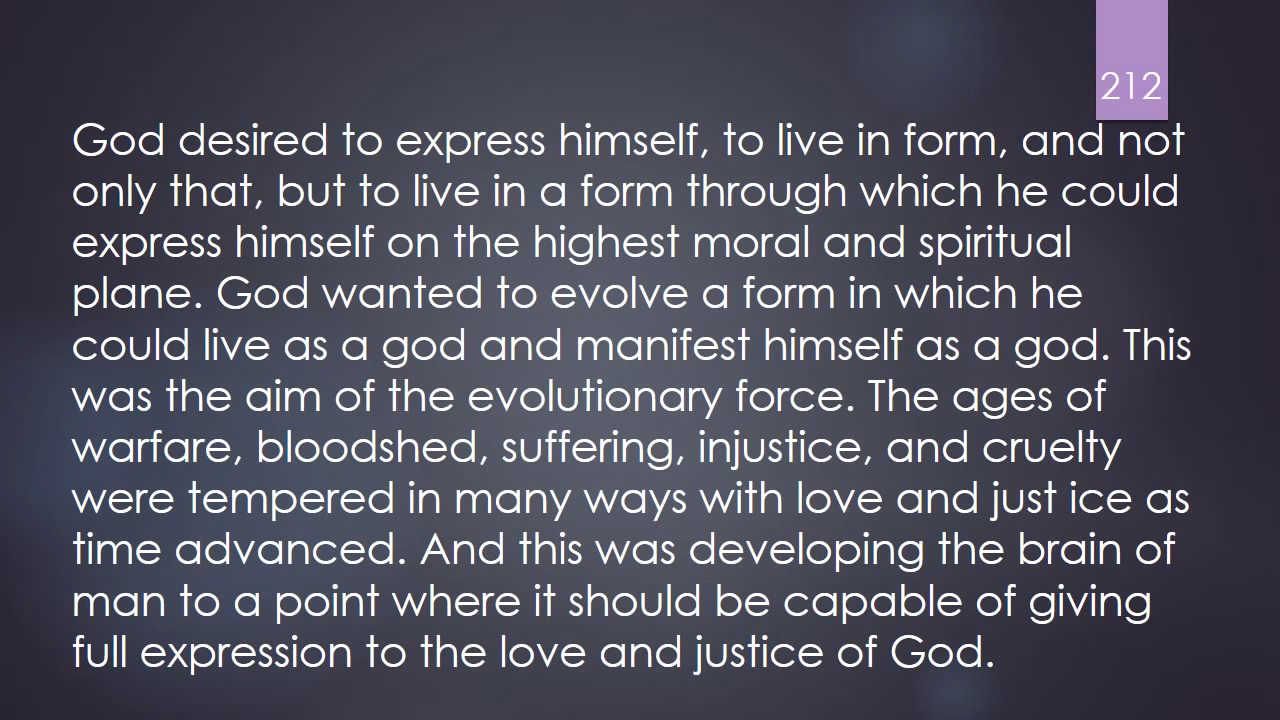 212
God desired to express himself, to live in form, and not
only that, but to live in a form through which he could
express himself on the highest moral and spiritual
plane. God wanted to evolve a form in which he
could live as a god and manifest himself as a god. This
was the aim of the evolutionary force. The ages of
warfare, bloodshed, suffering, injustice, and cruelty
were tempered in many ways with love and just ice as
time advanced. And this was developing the brain of
man to a point where it should be capable of giving
full expression to the love and justice of God.